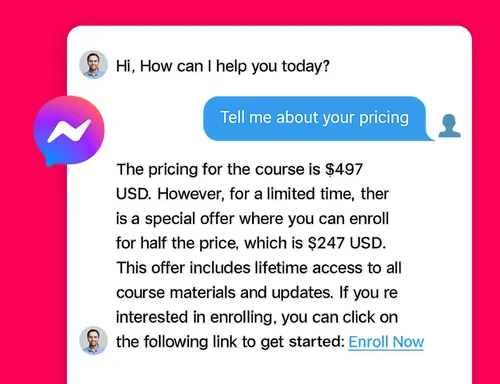 Hi, How can I help you today?
Tell me about your pricing
The pricing for the course is $497
USD. However, for a limited time, ther
is a special offer where you can enroll
for half the price, which is $247 USD.
This offer includes lifetime access to all
course materials and updates. If you re
interested in enrolling, you can click on
the following link to get started: Enroll Now